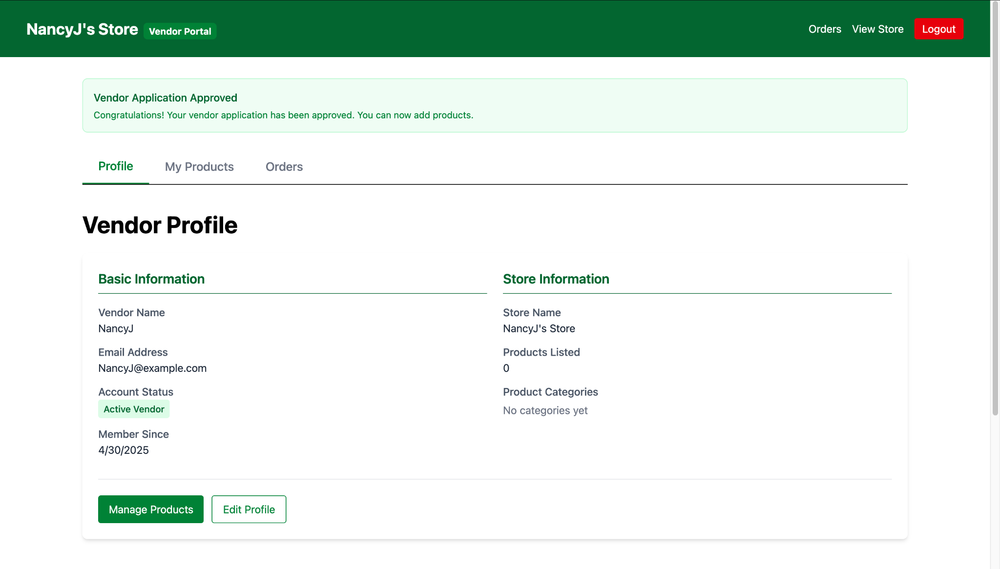 NancyJ's Store Vendor Portal
Orders View Store Logout
Vendor Application Approved
Congratulations! Your vendor application has been approved. You can now add products.
Profile My Products Orders
Vendor Profile
Basic Information
Vendor Name
NancyJ
Email Address
NancyJ@example.com
Account Status
Active Vendor
Member Since
4/30/2025
Store Information
Store Name
NancyJ's Store
Products Listed
0
Product Categories
No categories yet
Manage Products Edit Profile